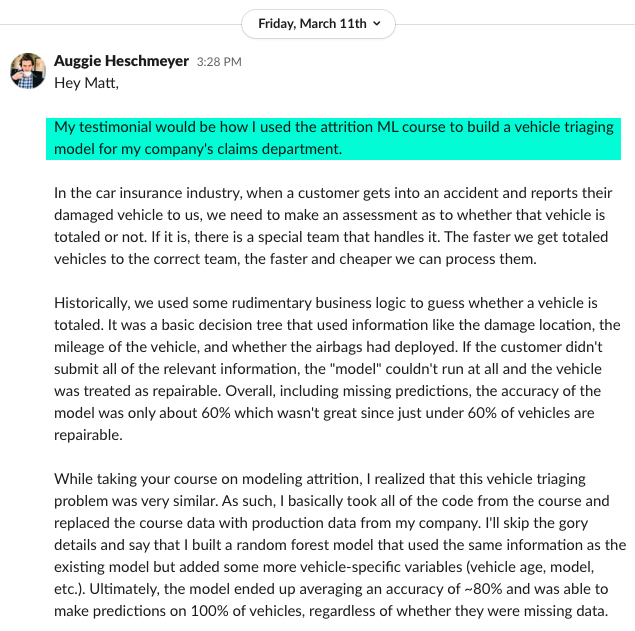 Friday, March 11th
Auggie Heschmeyer 3:28 PM
Hey Matt,
My testimonial would be how I used the attrition ML course to build a vehicle triaging
model for my company's claims department.
In the car insurance industry, when a customer gets into an accident and reports their
damaged vehicle to us, we need to make an assessment as to whether that vehicle is
totaled or not. If it is, there is a special team that handles it. The faster we get totaled
vehicles to the correct team, the faster and cheaper we can process them.
Historically, we used some rudimentary business logic to guess whether a vehicle is
totaled. It was a basic decision tree that used information like the damage location, the
mileage of the vehicle, and whether the airbags had deployed. If the customer didn't
submit all of the relevant information, the "model" couldn't run at all and the vehicle
was treated as repairable. Overall, including missing predictions, the accuracy of the
model was only about 60% which wasn't great since just under 60% of vehicles are
repairable.
While taking your course on modeling attrition, I realized that this vehicle triaging
problem was very similar. As such, I basically took all of the code from the course and
replaced the course data with production data from my company. I'll skip the gory
details and say that I built a random forest model that used the same information as the
existing model but added some more vehicle-specific variables (vehicle age, model,
etc.). Ultimately, the model ended up averaging an accuracy of ~80% and was able to
make predictions on 100% of vehicles, regardless of whether they were missing data.